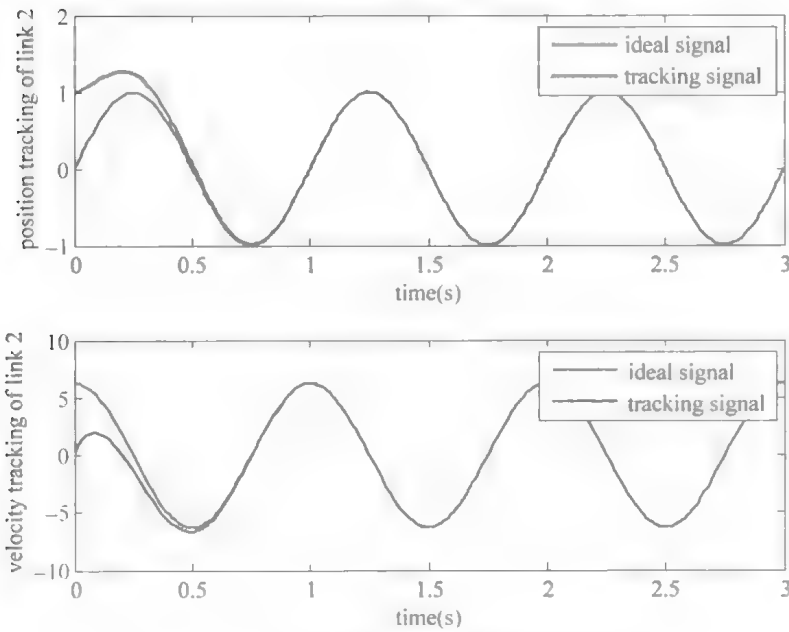 position tracking of link 2
2
1
0
−1
ideal signal
tracking signal
0 0.5 1 1.5 2 2.5 3
time(s)
velocity tracking of link 2
10
5
0
−5
−10
ideal signal
tracking signal
0 0.5 1 1.5 2 2.5 3
time(s)